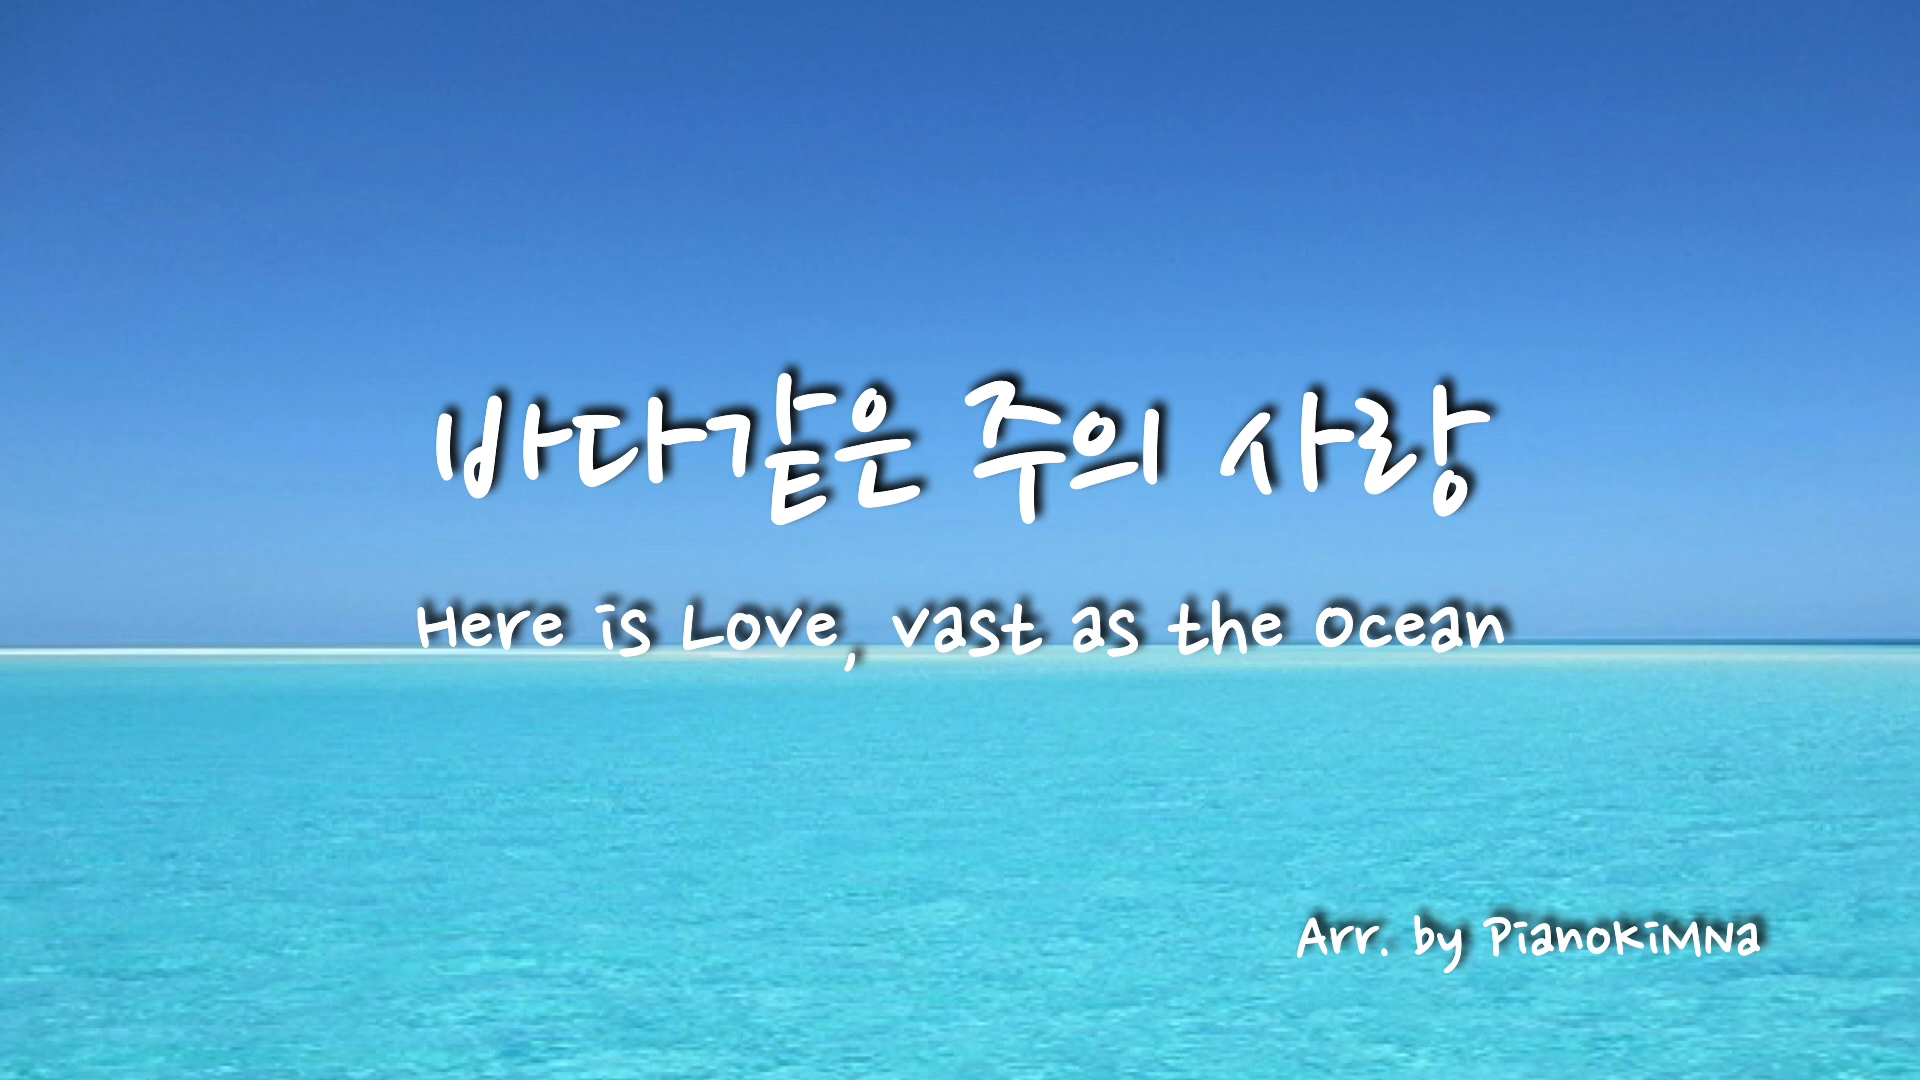 바다같은 주의 사랑
Here is Love, vast as the Ocean
Arr. by PianoKiMNa